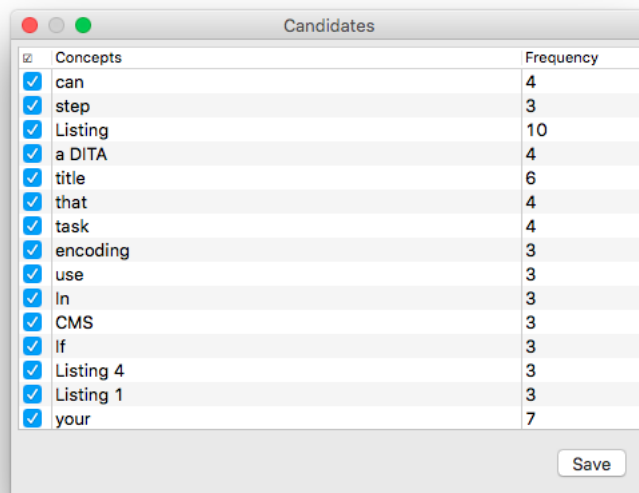 Candidates
☑ Concepts Frequency
can 4
step 3
Listing 10
a DITA 4
title 6
that 4
task 4
encoding 3
use 3
In 3
CMS 3
If 3
Listing 4 3
Listing 1 3
your 7
Save